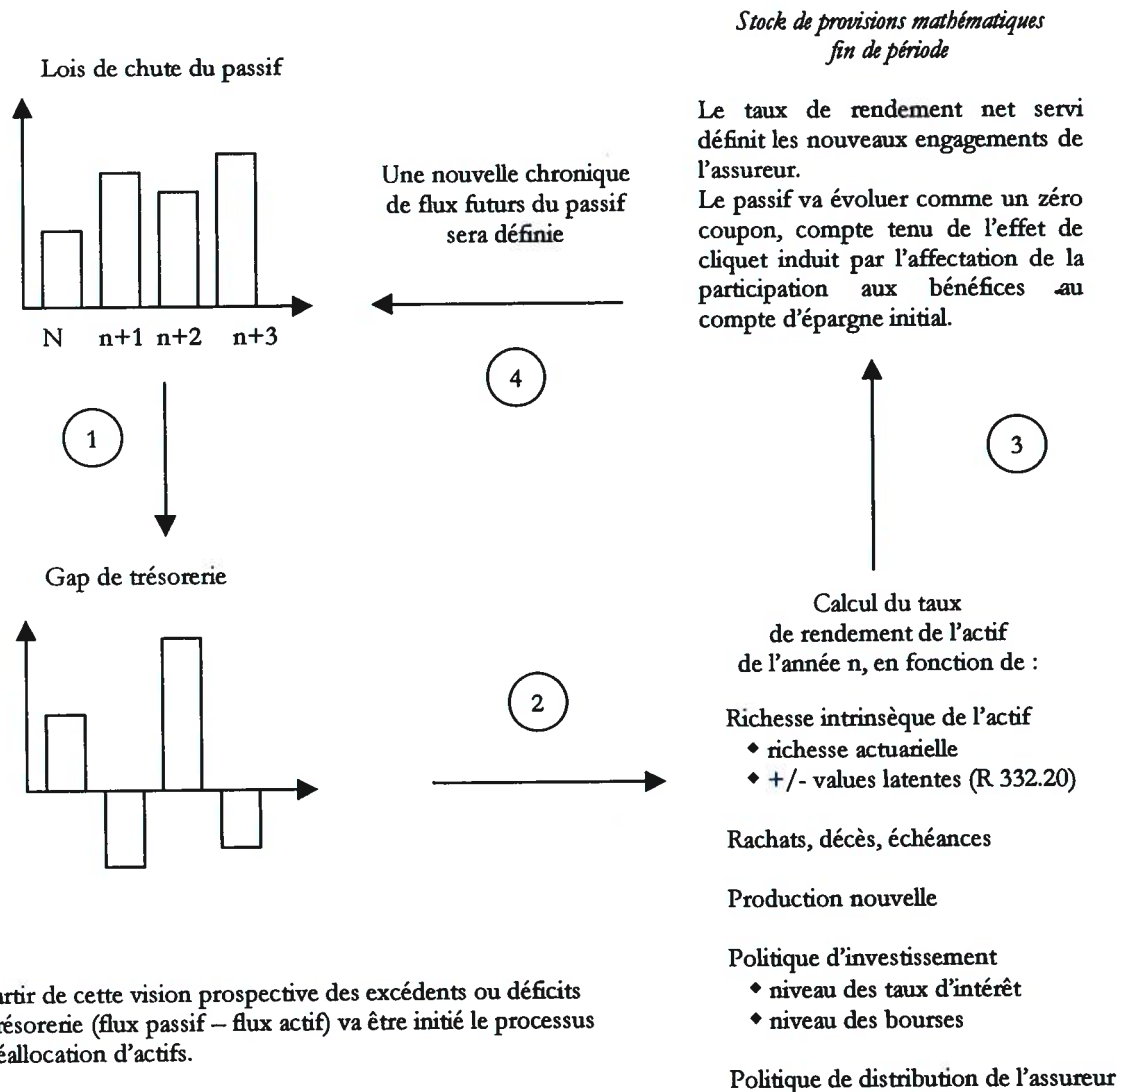 Stock de provisions mathématiques
fin de période
Lois de chute du passif
Le taux de rendement net servi
définit les nouveaux engagements de
l'assureur.
Le passif va évoluer comme un zéro
coupon, compte tenu de l'effet de
cliquet induit par l'affectation de la
participation aux bénéfices au
compte d'épargne initial.
Une nouvelle chronique
de flux futurs du passif
sera définie
N n+1 n+2 n+3
4
1
3
Gap de trésorerie
2
Calcul du taux
de rendement de l'actif
de l'année n, en fonction de :
Richesse intrinsèque de l'actif
◆ richesse actuarielle
◆ +/- values latentes (R 332.20)
Rachats, décès, échéances
Production nouvelle
Politique d'investissement
◆ niveau des taux d'intérêt
◆ niveau des bourses
Politique de distribution de l'assureur
artir de cette vision prospective des excédents ou déficits
résorerie (flux passif – flux actif) va être initié le processus
éallocation d'actifs.